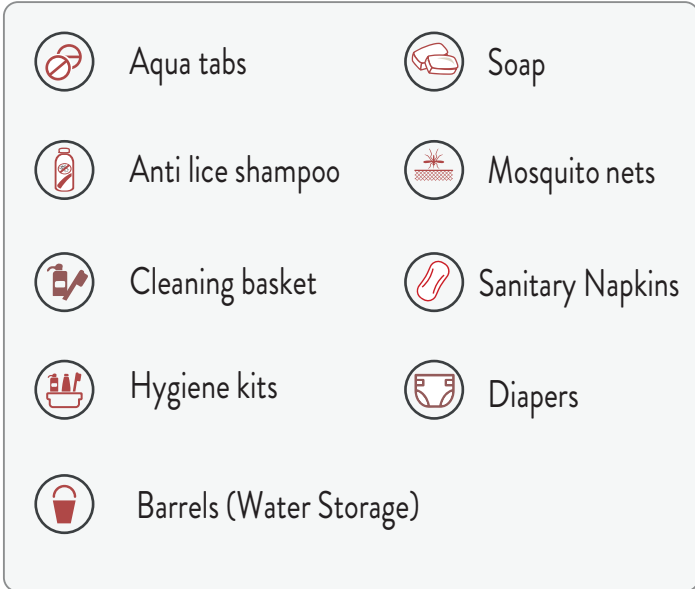 Aqua tabs
Soap
Anti lice shampoo
Mosquito nets
Cleaning basket
Sanitary Napkins
Hygiene kits
Diapers
Barrels (Water Storage)